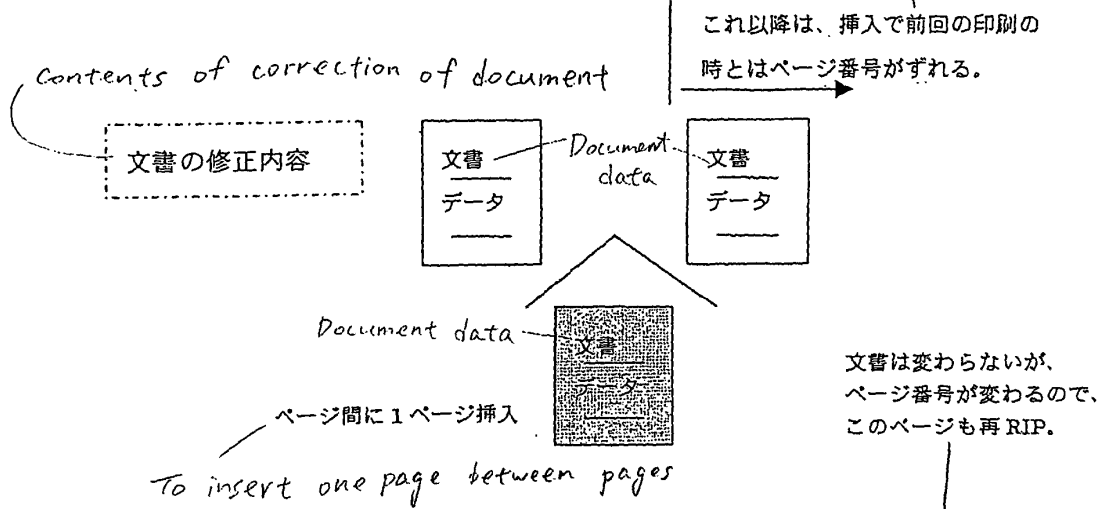 これ以降は、挿入で前回の印刷の
時とはページ番号がずれる。
Contents of correction of document
文書の修正内容
文書
データ
Document
data
文書
データ
Document data
文書
データ
ページ間に1ページ挿入
To insert one page between pages
文書は変わらないが、
ページ番号が変わるので、
このページも再RIP。